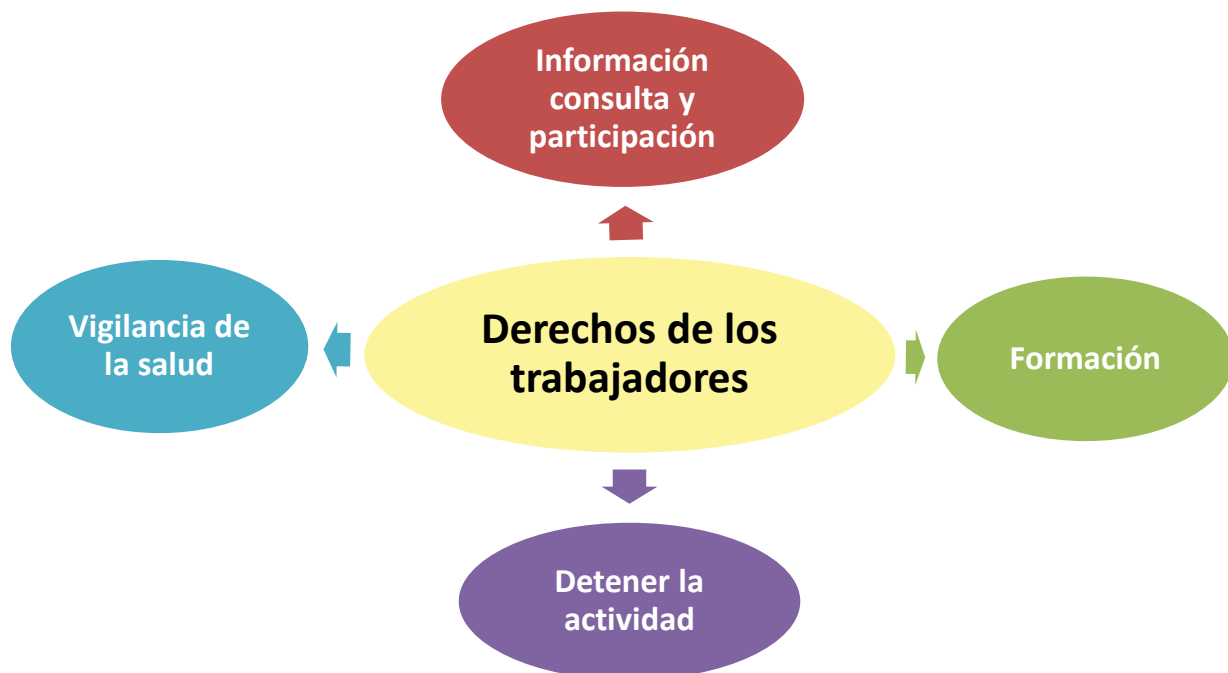 Información
consulta y
participación
Vigilancia de
la salud
Derechos de los
trabajadores
Formación
Detener la
actividad